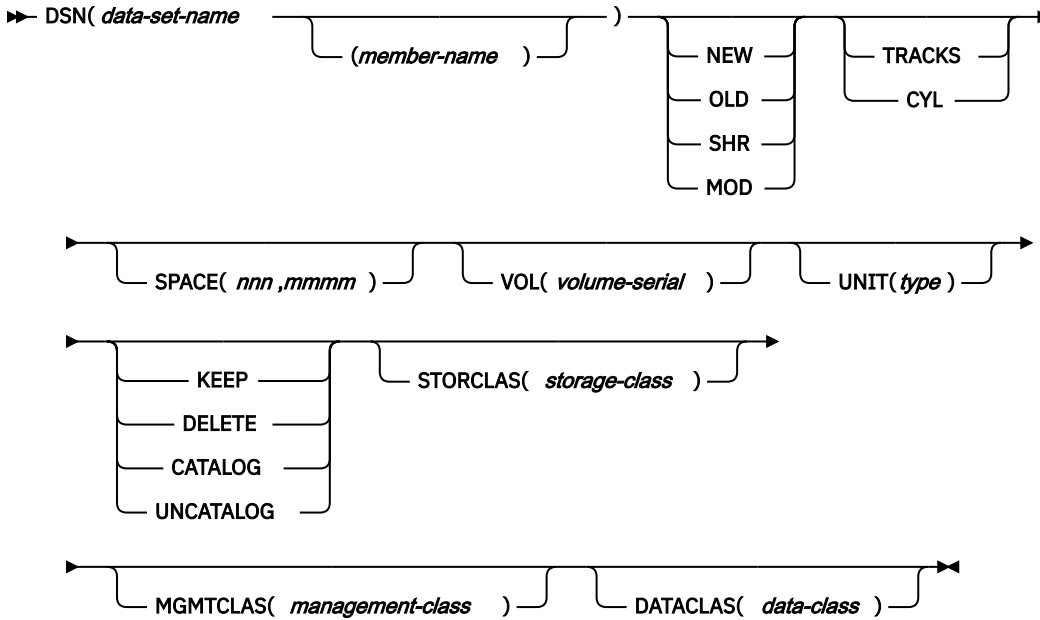 DSN( data-set-name
(member-name )
)
NEW
OLD
SHR
MOD
TRACKS
CYL
SPACE( nnn ,mmmm )
VOL( volume-serial )
UNIT( type )
KEEP
DELETE
CATALOG
UNCATALOG
STORCLAS( storage-class )
MGMTCLAS( management-class )
DATACLAS( data-class )